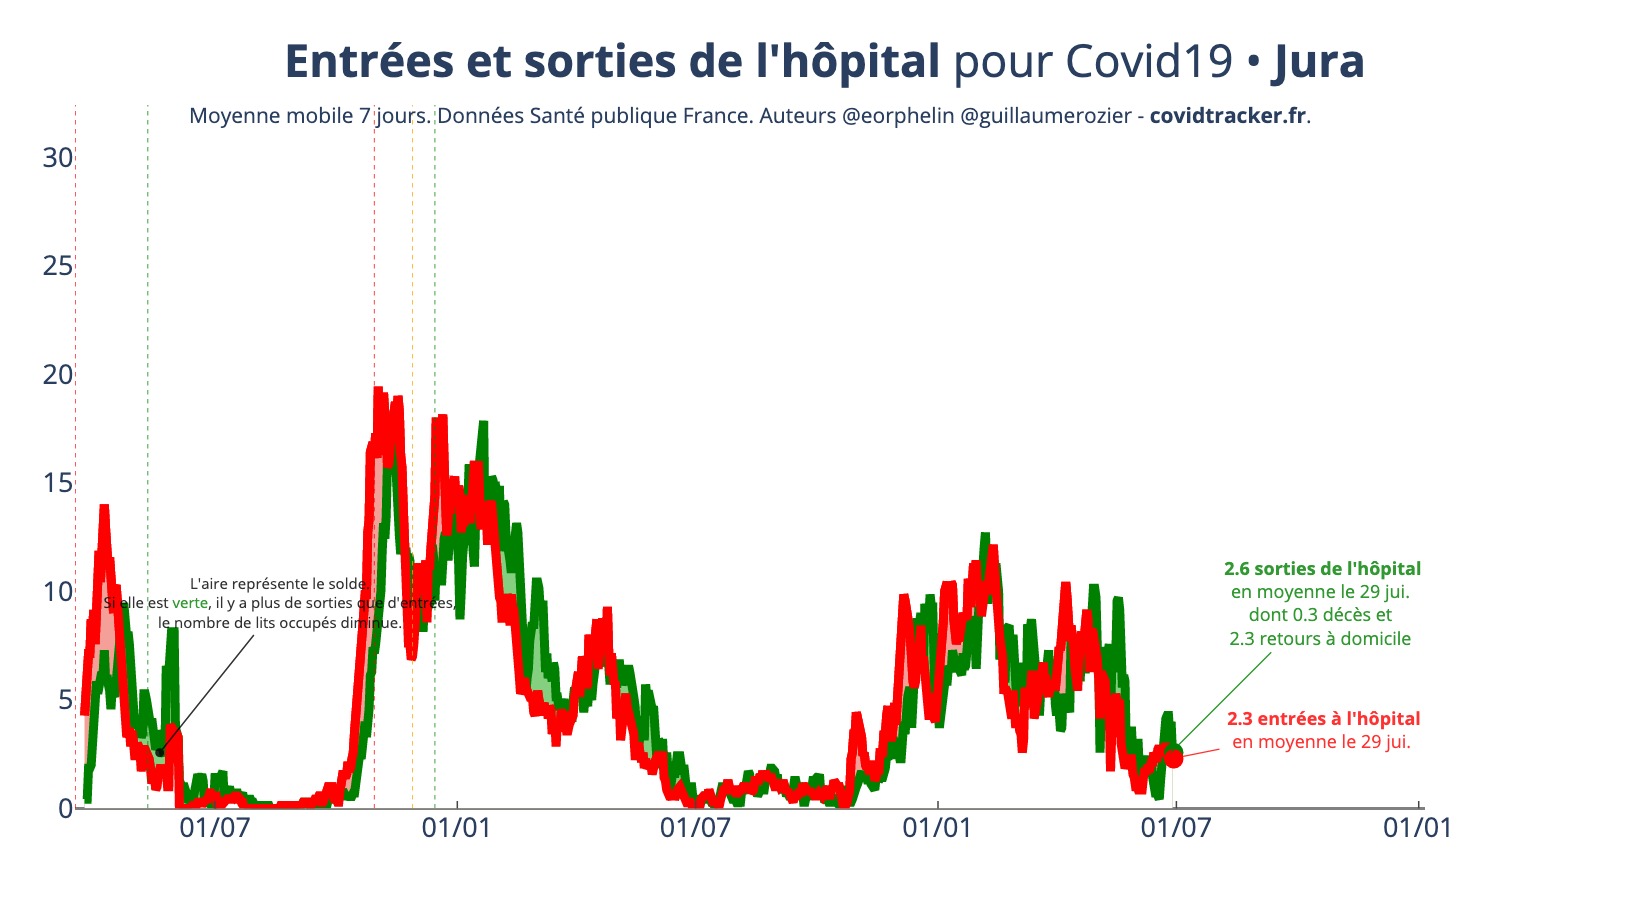 Entrées et sorties de l'hôpital pour Covid19 • Jura
Moyenne mobile 7 jours. Données Santé publique France. Auteurs @eorphelin @guillaumerozier - covidtracker.fr.
30
25
20
15
10
5
0
L'aire représente le solde.
Si elle est verte, il y a plus de sorties que d'entrées,
le nombre de lits occupés diminue.
2.6 sorties de l'hôpital
en moyenne le 29 jui.
dont 0.3 décès et
2.3 retours à domicile
2.3 entrées à l'hôpital
en moyenne le 29 jui.
01/07
01/01
01/07
01/01
01/07
01/01